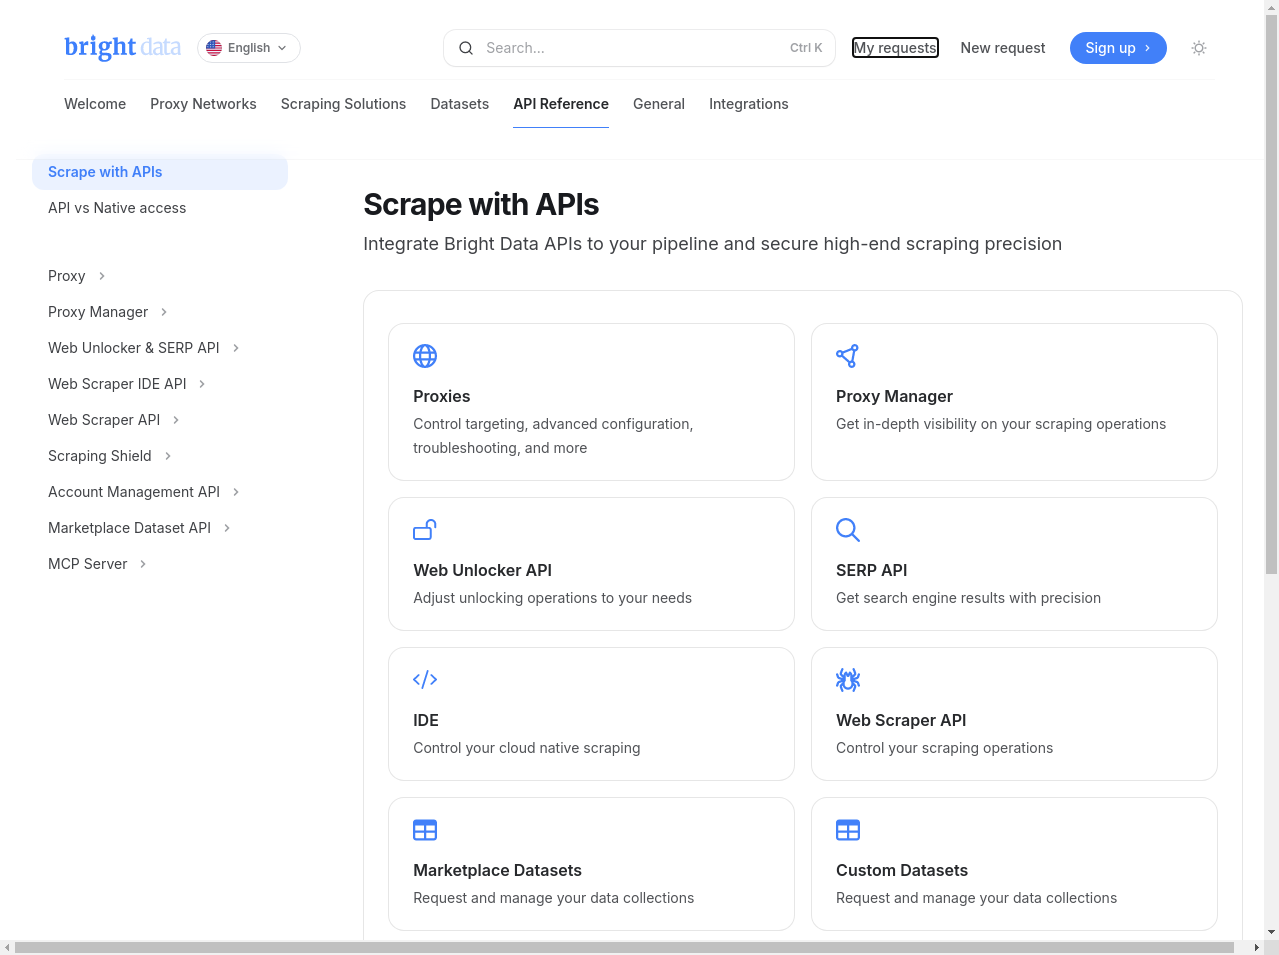 bright data
English
Search...
Ctrl K
My requests
New request
Sign up
Welcome
Proxy Networks
Scraping Solutions
Datasets
API Reference
General
Integrations
Scrape with APIs
API vs Native access
Proxy
Proxy Manager
Web Unlocker & SERP API
Web Scraper IDE API
Web Scraper API
Scraping Shield
Account Management API
Marketplace Dataset API
MCP Server
Scrape with APIs
Integrate Bright Data APIs to your pipeline and secure high-end scraping precision
Proxies
Control targeting, advanced configuration,
troubleshooting, and more
Proxy Manager
Get in-depth visibility on your scraping operations
Web Unlocker API
Adjust unlocking operations to your needs
SERP API
Get search engine results with precision
IDE
Control your cloud native scraping
Web Scraper API
Control your scraping operations
Marketplace Datasets
Request and manage your data collections
Custom Datasets
Request and manage your data collections